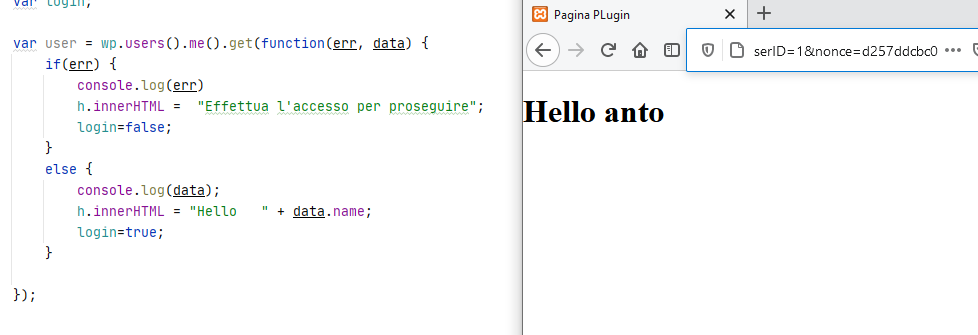 var login;
var user = wp.users().me().get(function(err, data) {
if(err) {
console.log(err)
h.innerHTML =  "Effettua l'accesso per proseguire";
login=false;
}
else {
console.log(data);
h.innerHTML = "Hello   " + data.name;
login=true;
}
});
Pagina PLugin
serID=1&nonce=d257ddcbc0
Hello anto